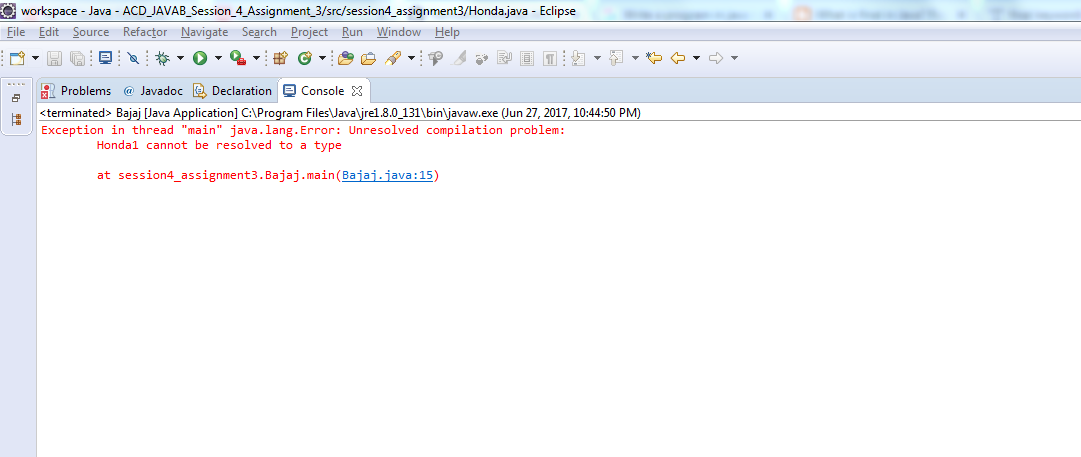 workspace - Java - ACD_JAVAB_Session_4_Assignment_3/src/session4_assignment3/Honda.java - Eclipse
File Edit Source Refactor Navigate Search Project Run Window Help
Problems @ Javadoc Declaration Console
<terminated> Bajaj [Java Application] C:\Program Files\Java\jre1.8.0_131\bin\javaw.exe (Jun 27, 2017, 10:44:50 PM)
Exception in thread "main" java.lang.Error: Unresolved compilation problem:
Honda1 cannot be resolved to a type
at session4_assignment3.Bajaj.main(Bajaj.java:15)